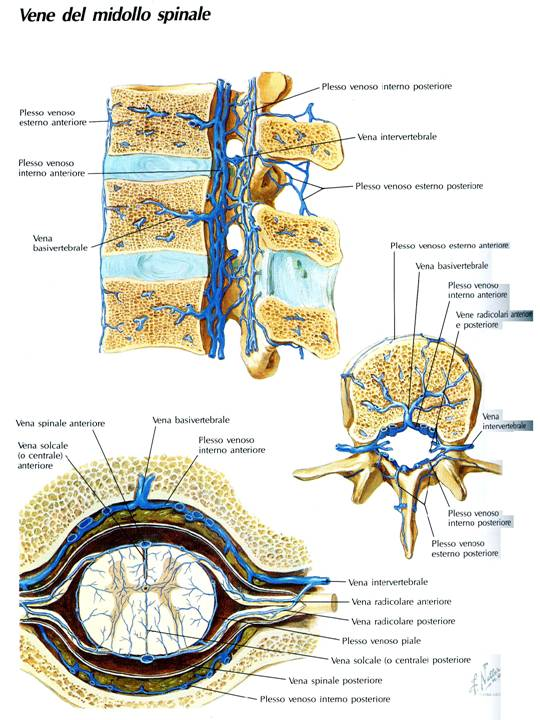 Vene del midollo spinale
Plesso venoso interno posteriore
Plesso venoso
esterno anteriore
Vena intervertebrale
Plesso venoso
interno anteriore
Plesso venoso esterno posteriore
Vena
basivertebrale
Plesso venoso esterno anteriore
Vena basivertebrale
Plesso venoso
interno anteriore
Vene radicolari anteriore
e posteriore
Vena
intervertebrale
Plesso venoso
interno posteriore
Plesso venoso
esterno posteriore
Vena spinale anteriore
Vena basivertebrale
Vena solcale
(o centrale)
anteriore
Plesso venoso
interno anteriore
Vena intervertebrale
Vena radicolare anteriore
Vena radicolare posteriore
Plesso venoso piale
Vena solcale (o centrale) posteriore
Vena spinale posteriore
Plesso venoso interno posteriore